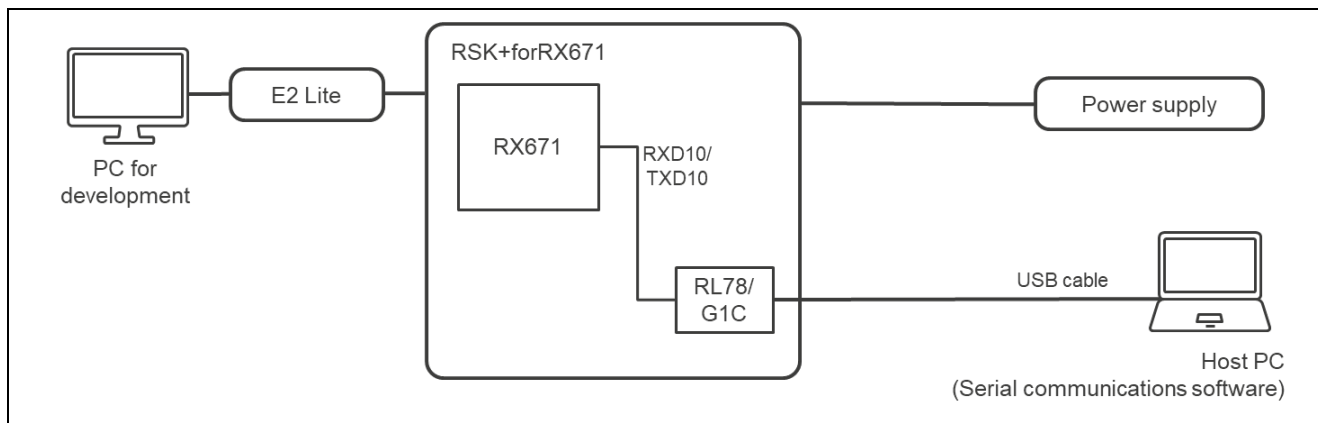 RSK+forRX671
E2 Lite
Power supply
RX671
RXD10/
TXD10
PC for
development
RL78/
G1C
USB cable
Host PC
(Serial communications software)